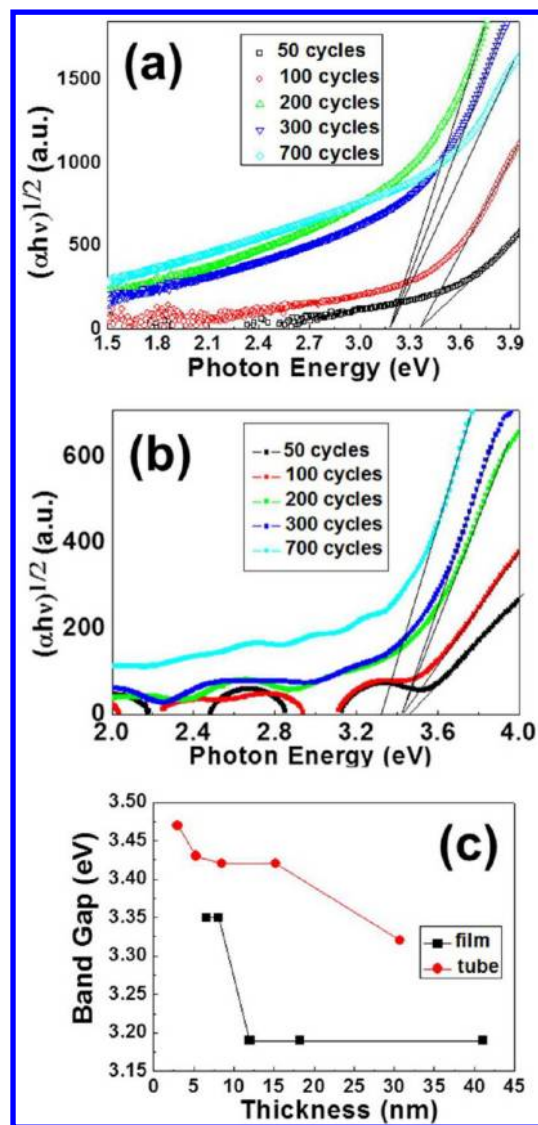 (a)
50 cycles
100 cycles
200 cycles
300 cycles
700 cycles
(αhν)1/2 (a.u.)
1500
1000
500
0
1.5 1.8 2.1 2.4 2.7 3.0 3.3 3.6 3.9
Photon Energy (eV)
(b)
50 cycles
100 cycles
200 cycles
300 cycles
700 cycles
(αhν)1/2 (a.u.)
600
400
200
0
2.0 2.4 2.8 3.2 3.6 4.0
Photon Energy (eV)
(c)
film
tube
Band Gap (eV)
3.50
3.45
3.40
3.35
3.30
3.25
3.20
3.15
0 5 10 15 20 25 30 35 40 45
Thickness (nm)